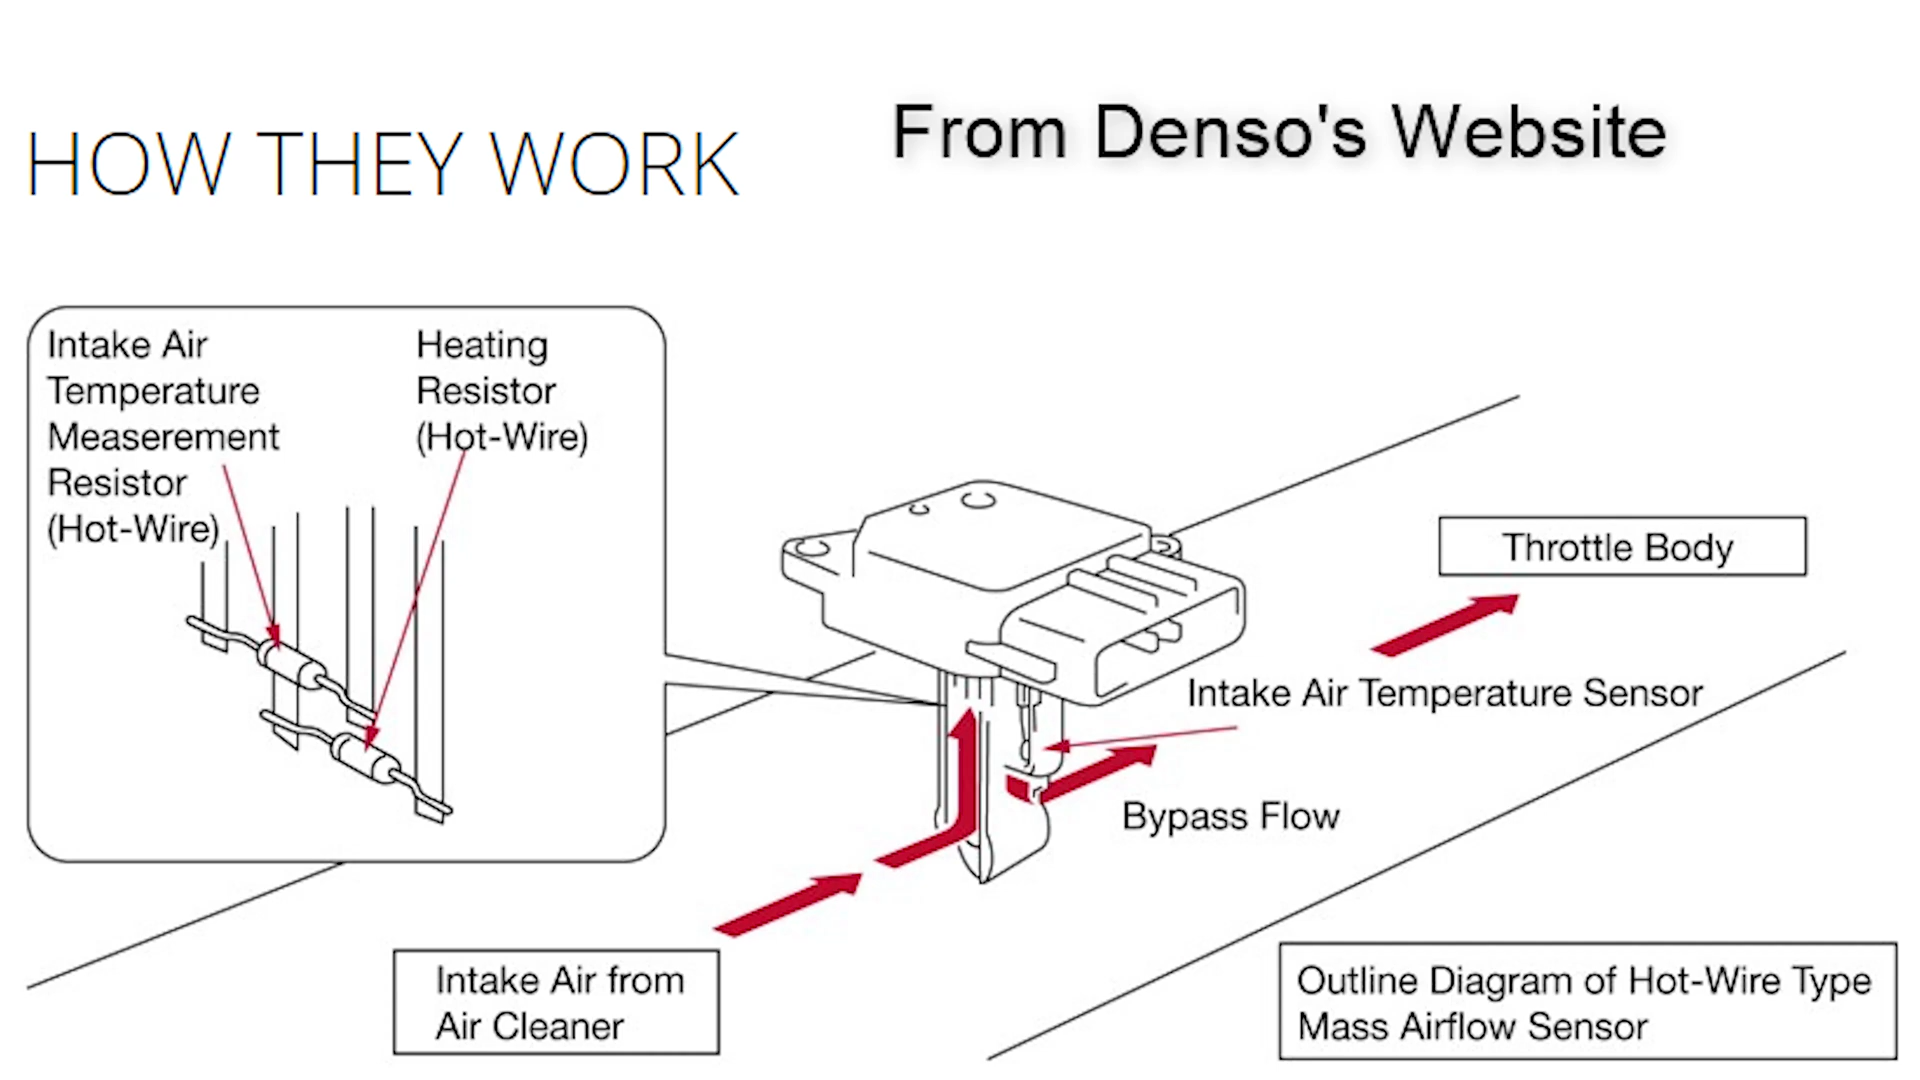 HOW THEY WORK
From Denso's Website
Intake Air
Temperature
Measerement
Resistor
(Hot-Wire)
Heating
Resistor
(Hot-Wire)
Throttle Body
Intake Air Temperature Sensor
Bypass Flow
Intake Air from
Air Cleaner
Outline Diagram of Hot-Wire Type
Mass Airflow Sensor